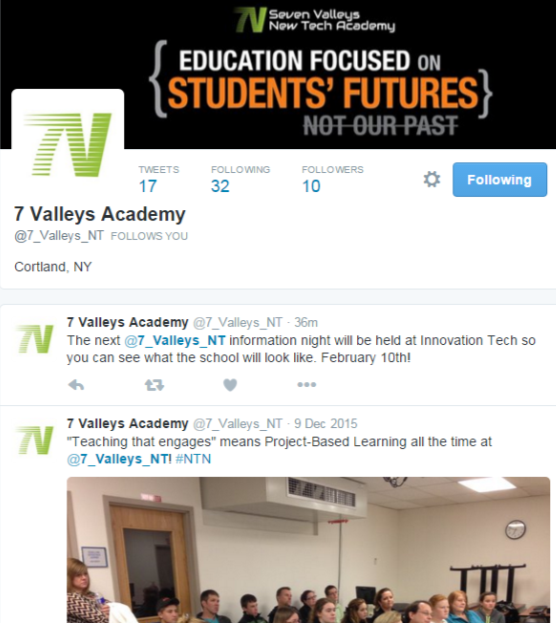 7V Seven Valleys
New Tech Academy
{EDUCATION FOCUSED ON
STUDENTS' FUTURES}
NOT OUR PAST
7V
TWEETS FOLLOWING FOLLOWERS
17 32 10
Following
7 Valleys Academy
@7_Valleys_NT FOLLOWS YOU
Cortland, NY
7V
7 Valleys Academy @7_Valleys_NT · 36m
The next @7_Valleys_NT information night will be held at Innovation Tech so
you can see what the school will look like. February 10th!
7V
7 Valleys Academy @7_Valleys_NT · 9 Dec 2015
"Teaching that engages" means Project-Based Learning all the time at
@7_Valleys_NT! #NTN